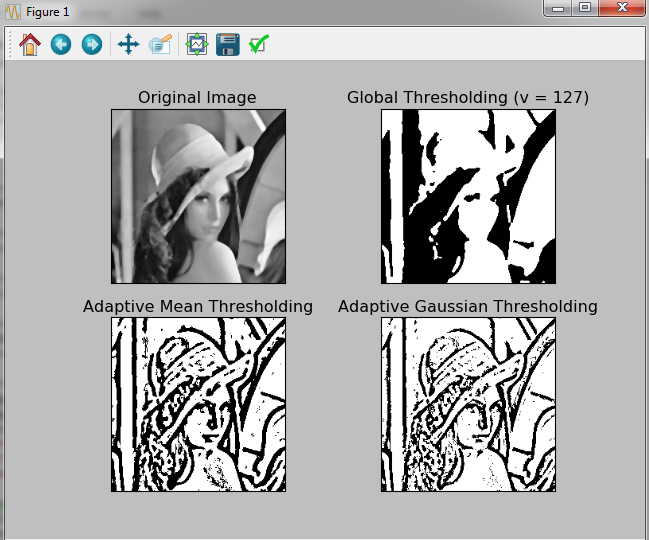 Figure 1
Original Image
Global Thresholding (v = 127)
Adaptive Mean Thresholding
Adaptive Gaussian Thresholding